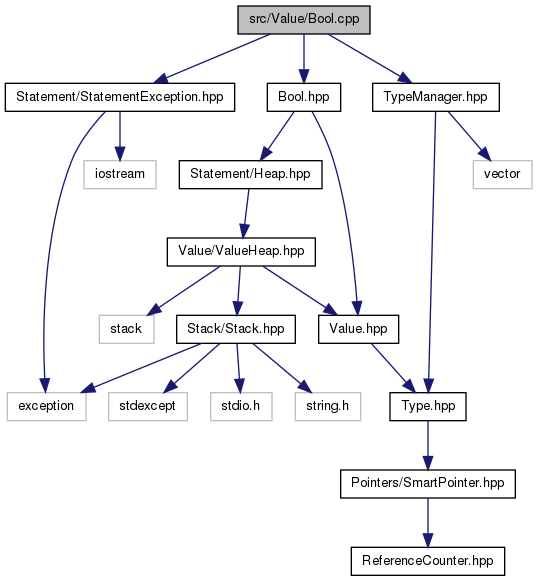 src/Value/Bool.cpp
Statement/StatementException.hpp
Bool.hpp
TypeManager.hpp
iostream
Statement/Heap.hpp
vector
Value/ValueHeap.hpp
stack
Stack/Stack.hpp
Value.hpp
exception
stdexcept
stdio.h
string.h
Type.hpp
Pointers/SmartPointer.hpp
ReferenceCounter.hpp